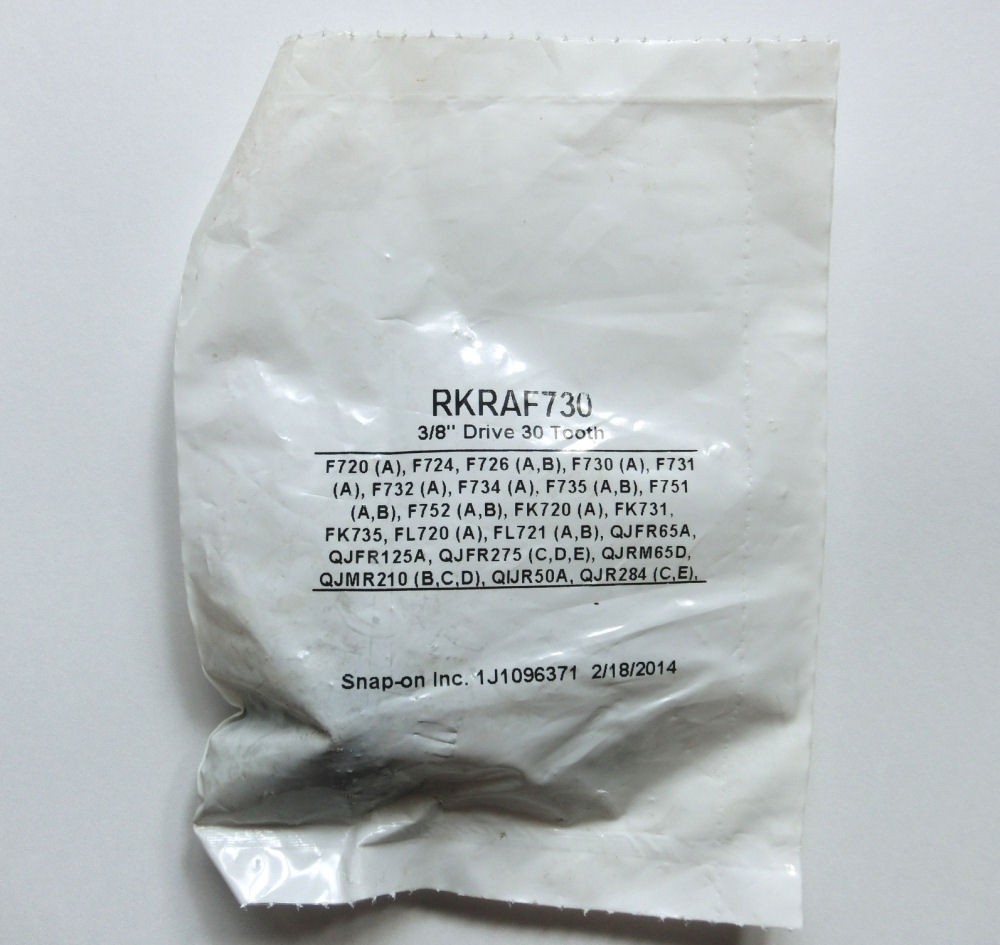 RKRAF730
3/8" Drive 30 Tooth
F720 (A), F724, F726 (A,B), F730 (A), F731
(A), F732 (A), F734 (A), F735 (A,B), F751
(A,B), F752 (A,B), FK720 (A), FK731,
FK735, FL720 (A), FL721 (A,B), QJFR65A,
QJFR125A, QJFR275 (C,D,E), QJRM65D,
QJMR210 (B,C,D), QIJR50A, QJR284 (C,E),
Snap-on Inc. 1J1096371 2/18/2014